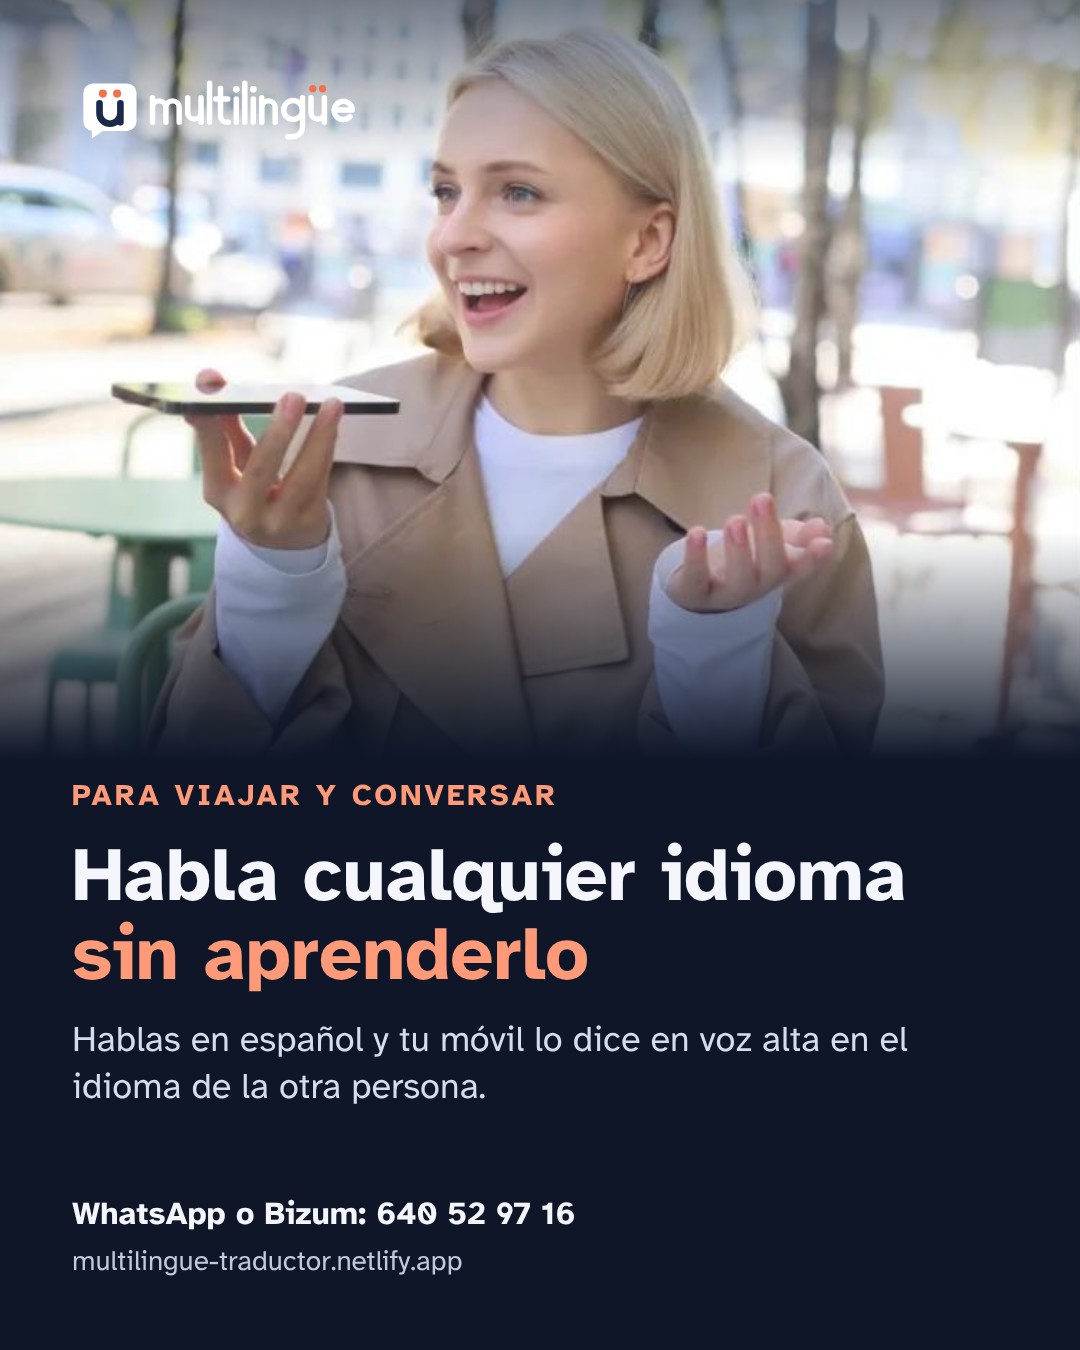 ü multilingüe
PARA VIAJAR Y CONVERSAR
Habla cualquier idioma
sin aprenderlo
Hablas en español y tu móvil lo dice en voz alta en el
idioma de la otra persona.
WhatsApp o Bizum: 640 52 97 16
multilingue-traductor.netlify.app